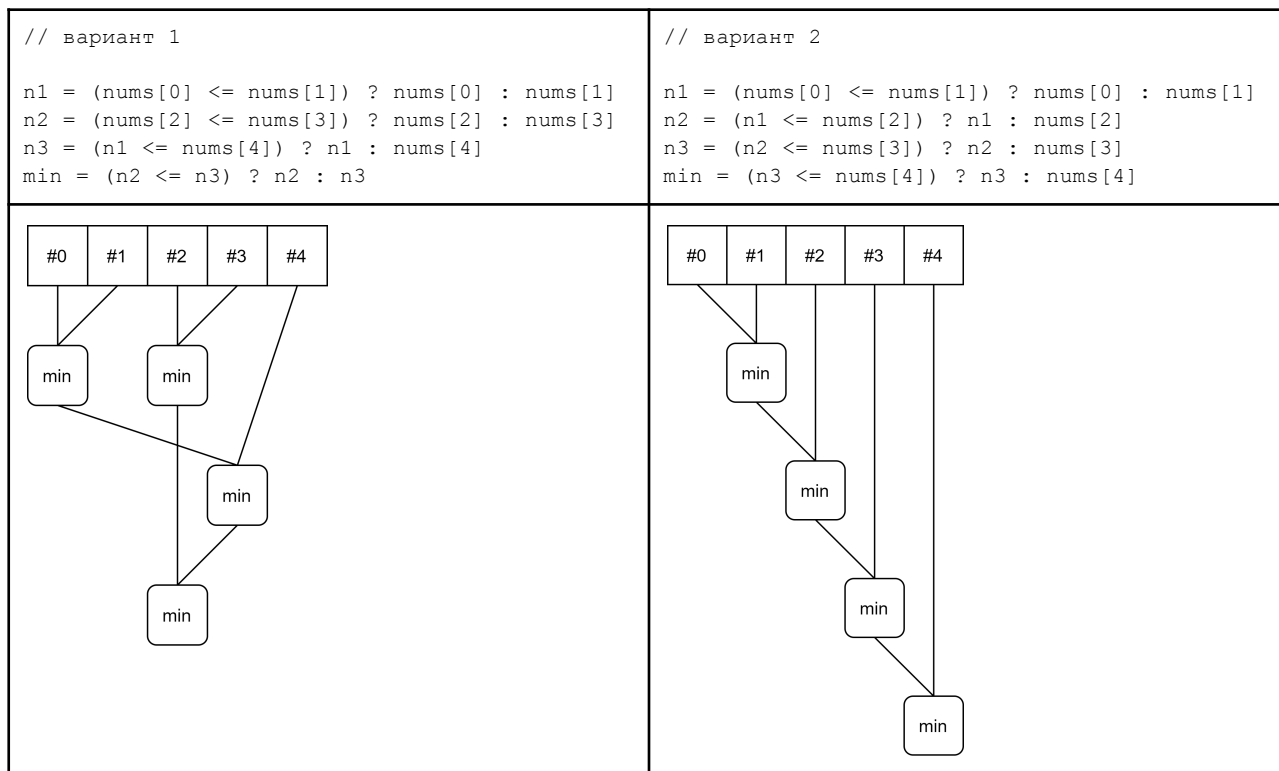 // вариант 1
n1 = (nums[0] <= nums[1]) ? nums[0] : nums[1]
n2 = (nums[2] <= nums[3]) ? nums[2] : nums[3]
n3 = (n1 <= nums[4]) ? n1 : nums[4]
min = (n2 <= n3) ? n2 : n3
// вариант 2
n1 = (nums[0] <= nums[1]) ? nums[0] : nums[1]
n2 = (n1 <= nums[2]) ? n1 : nums[2]
n3 = (n2 <= nums[3]) ? n2 : nums[3]
min = (n3 <= nums[4]) ? n3 : nums[4]
#0 #1 #2 #3 #4
min min
min
min
#0 #1 #2 #3 #4
min
min
min
min